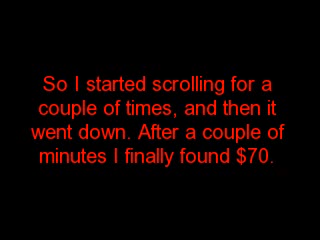 So I started scrolling for a
couple of times, and then it
went down. After a couple of
minutes I finally found $70.